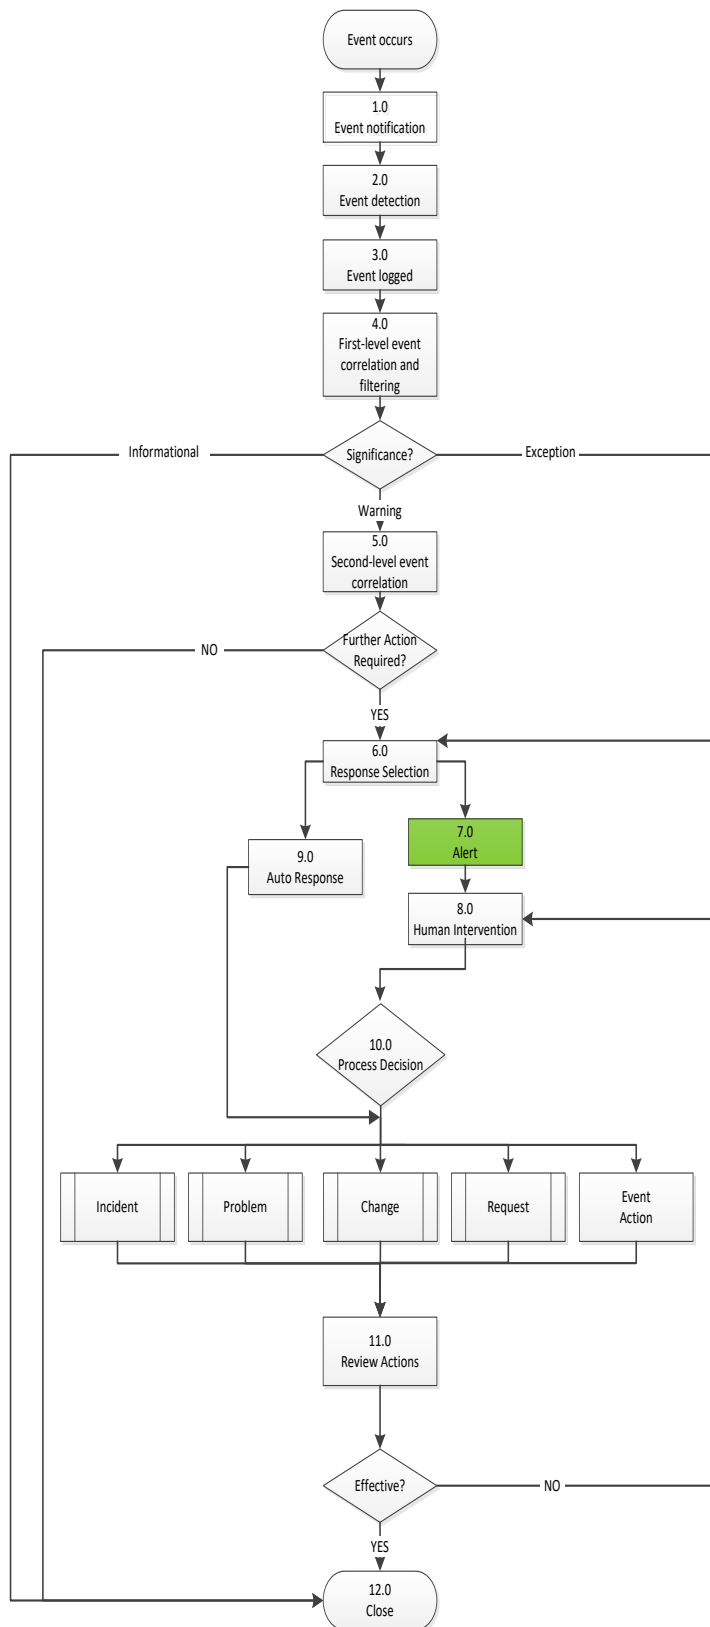 Event occurs
1.0
Event notification
2.0
Event detection
3.0
Event logged
4.0
First-level event
correlation and
filtering
Informational
Significance?
Exception
Warning
5.0
Second-level event
correlation
NO
Further Action
Required?
YES
6.0
Response Selection
7.0
Alert
9.0
Auto Response
8.0
Human Intervention
10.0
Process Decision
Incident
Problem
Change
Request
Event
Action
11.0
Review Actions
Effective?
NO
YES
12.0
Close